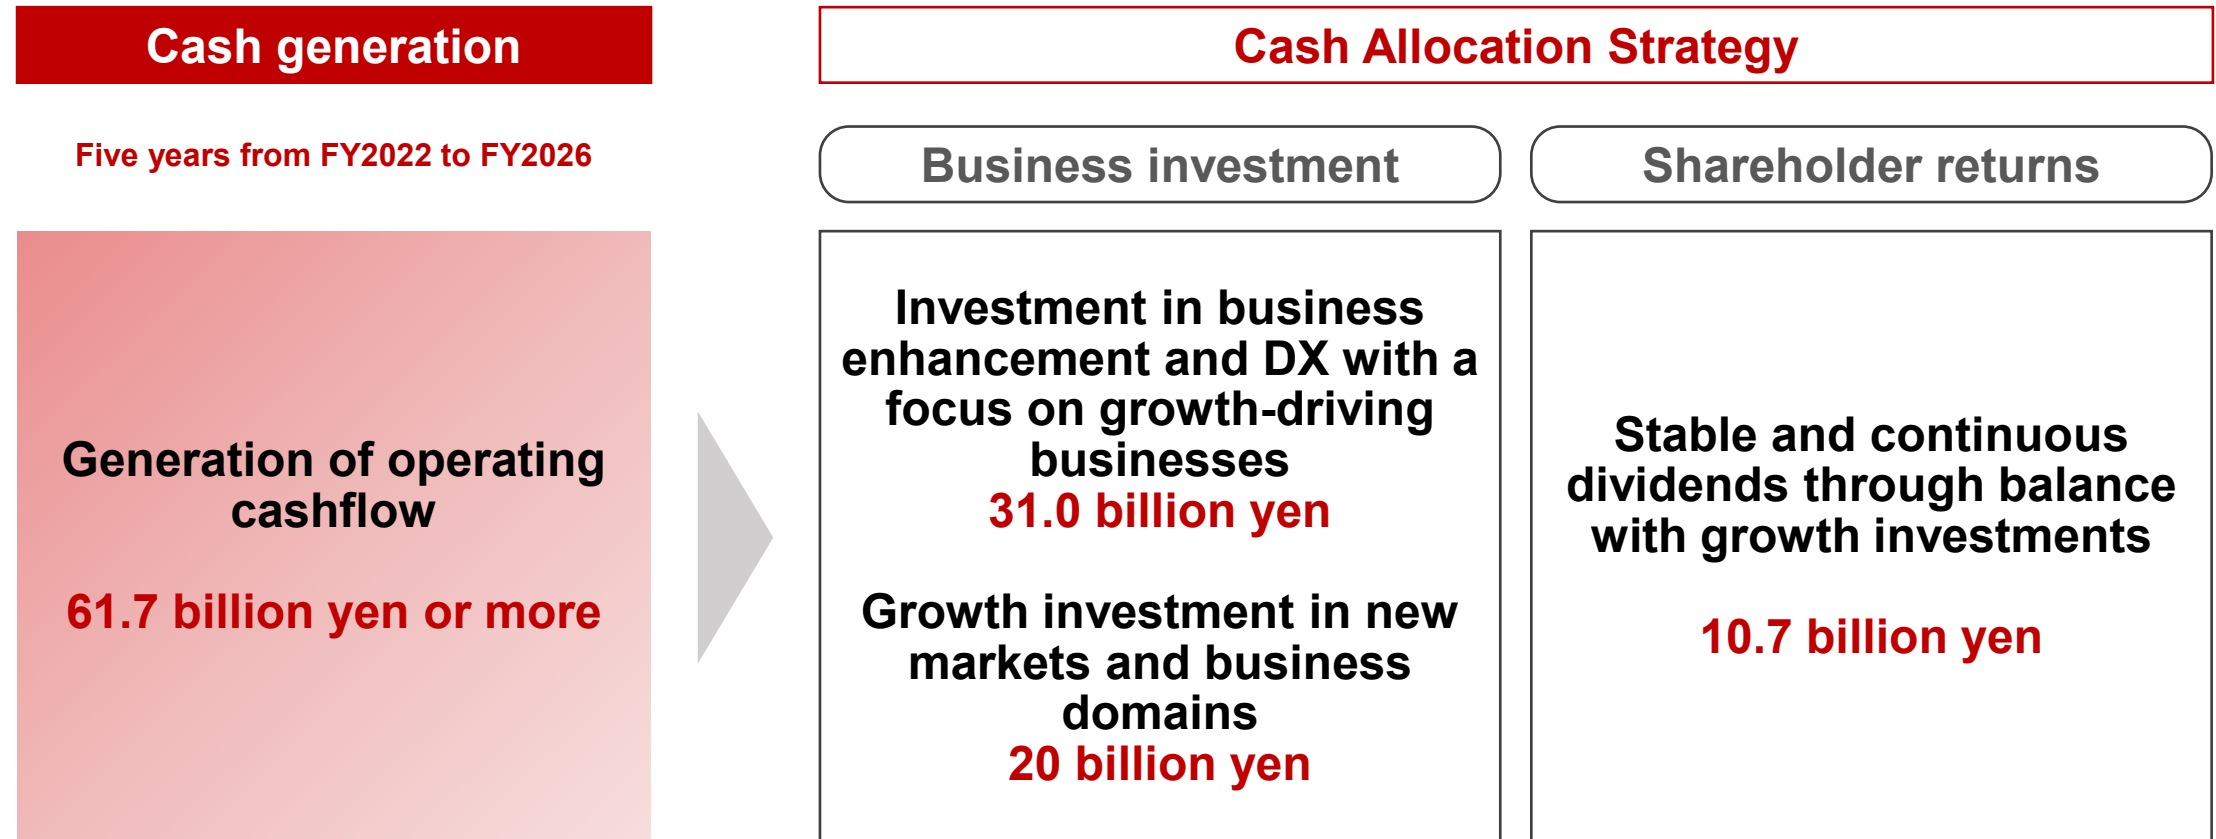 Cash generation
Five years from FY2022 to FY2026
Generation of operating
cashflow
61.7 billion yen or more
Cash Allocation Strategy
Business investment
Investment in business
enhancement and DX with a
focus on growth-driving
businesses
31.0 billion yen
Growth investment in new
markets and business
domains
20 billion yen
Shareholder returns
Stable and continuous
dividends through balance
with growth investments
10.7 billion yen